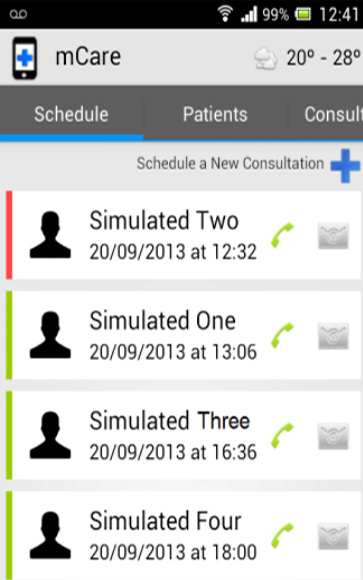 99% 12:41
mCare 20º - 28º
Schedule Patients Consult
Schedule a New Consultation
Simulated Two
20/09/2013 at 12:32
Simulated One
20/09/2013 at 13:06
Simulated Three
20/09/2013 at 16:36
Simulated Four
20/09/2013 at 18:00